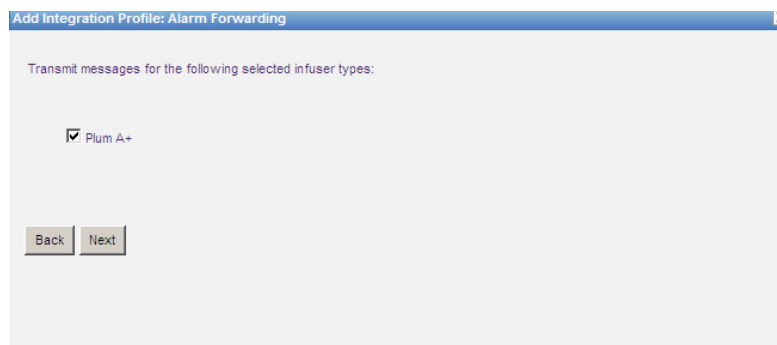 Add Integration Profile: Alarm Forwarding
Transmit messages for the following selected infuser types:
Plum A+
Back Next